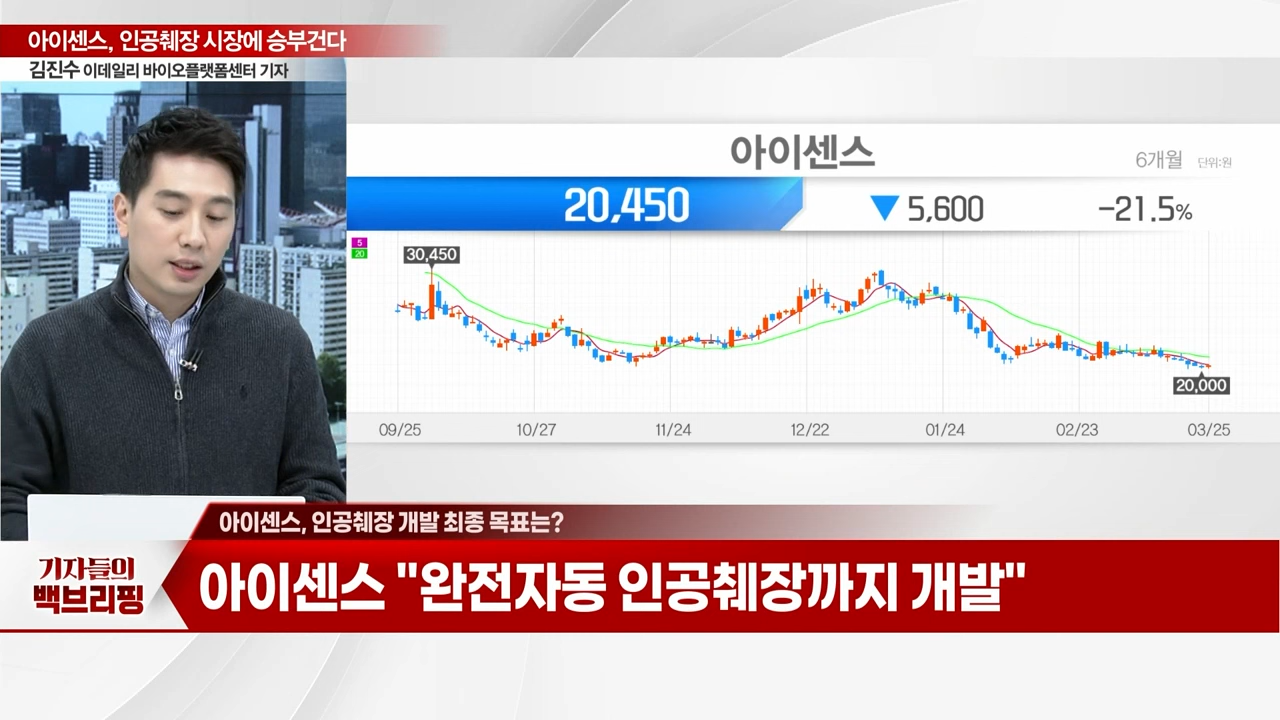 아이센스, 인공췌장 시장에 승부건다
김진수 이데일리 바이오플랫폼센터 기자
아이센스
6개월 단위:원
20,450 ▼ 5,600 -21.5%
5
20
30,450
20,000
09/25 10/27 11/24 12/22 01/24 02/23 03/25
아이센스, 인공췌장 개발 최종 목표는?
기자들의
백브리핑
아이센스 "완전자동 인공췌장까지 개발"